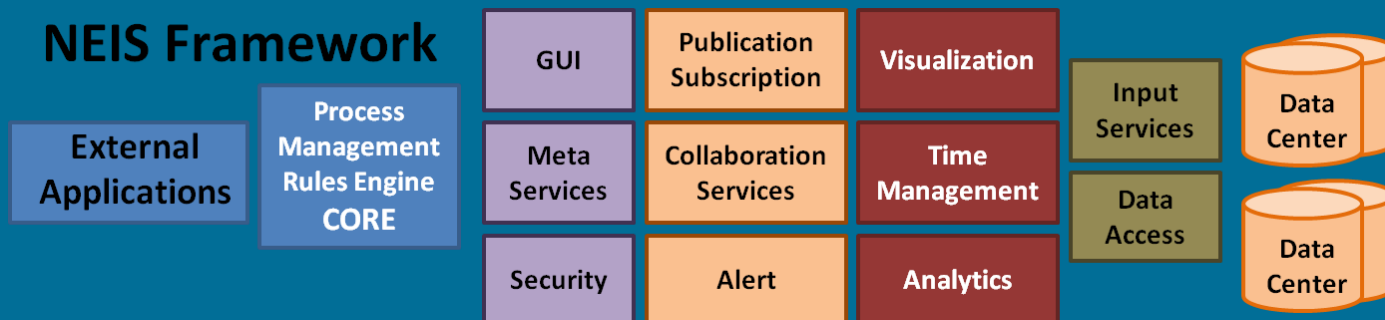 NEIS Framework
External
Applications
Process
Management
Rules Engine
CORE
GUI
Meta
Services
Security
Publication
Subscription
Collaboration
Services
Alert
Visualization
Time
Management
Analytics
Input
Services
Data
Access
Data
Center
Data
Center